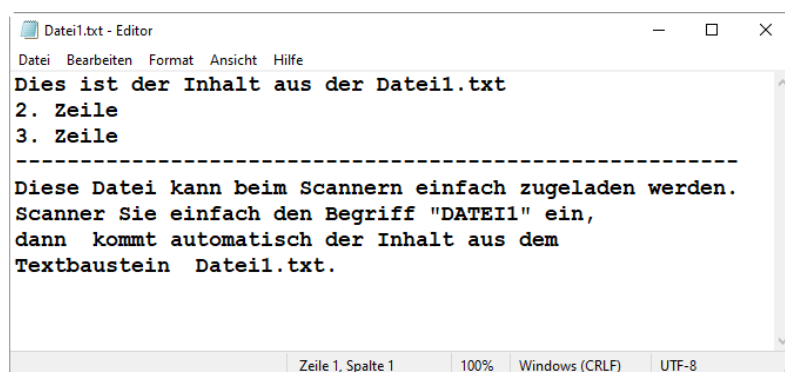 Datei1.txt - Editor
Datei Bearbeiten Format Ansicht Hilfe
Dies ist der Inhalt aus der Datei1.txt
2. Zeile
3. Zeile
--------------------------------------------------------
Diese Datei kann beim Scannern einfach zugeladen werden.
Scanner Sie einfach den Begriff "DATEI1" ein,
dann  kommt automatisch der Inhalt aus dem
Textbaustein  Datei1.txt.
Zeile 1, Spalte 1 100% Windows (CRLF) UTF-8